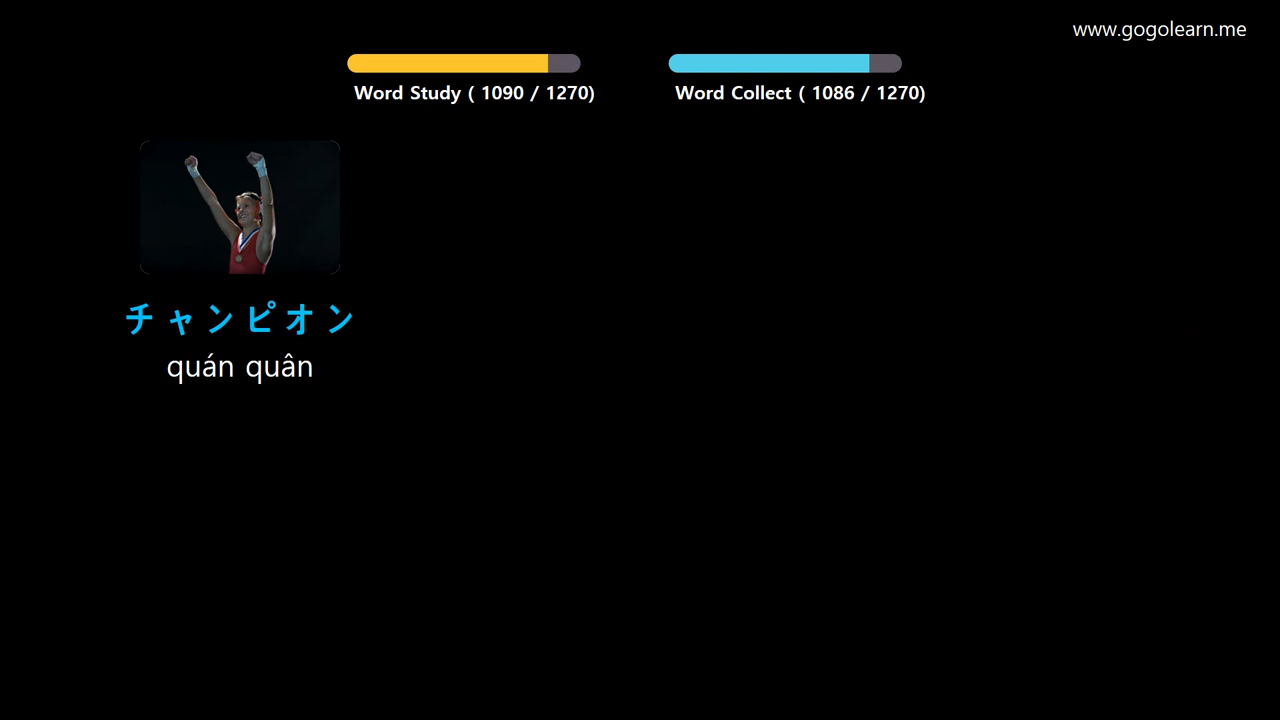 www.gogolearn.me
Word Study ( 1090 / 1270)
Word Collect ( 1086 / 1270)
チャンピオン
quán quân